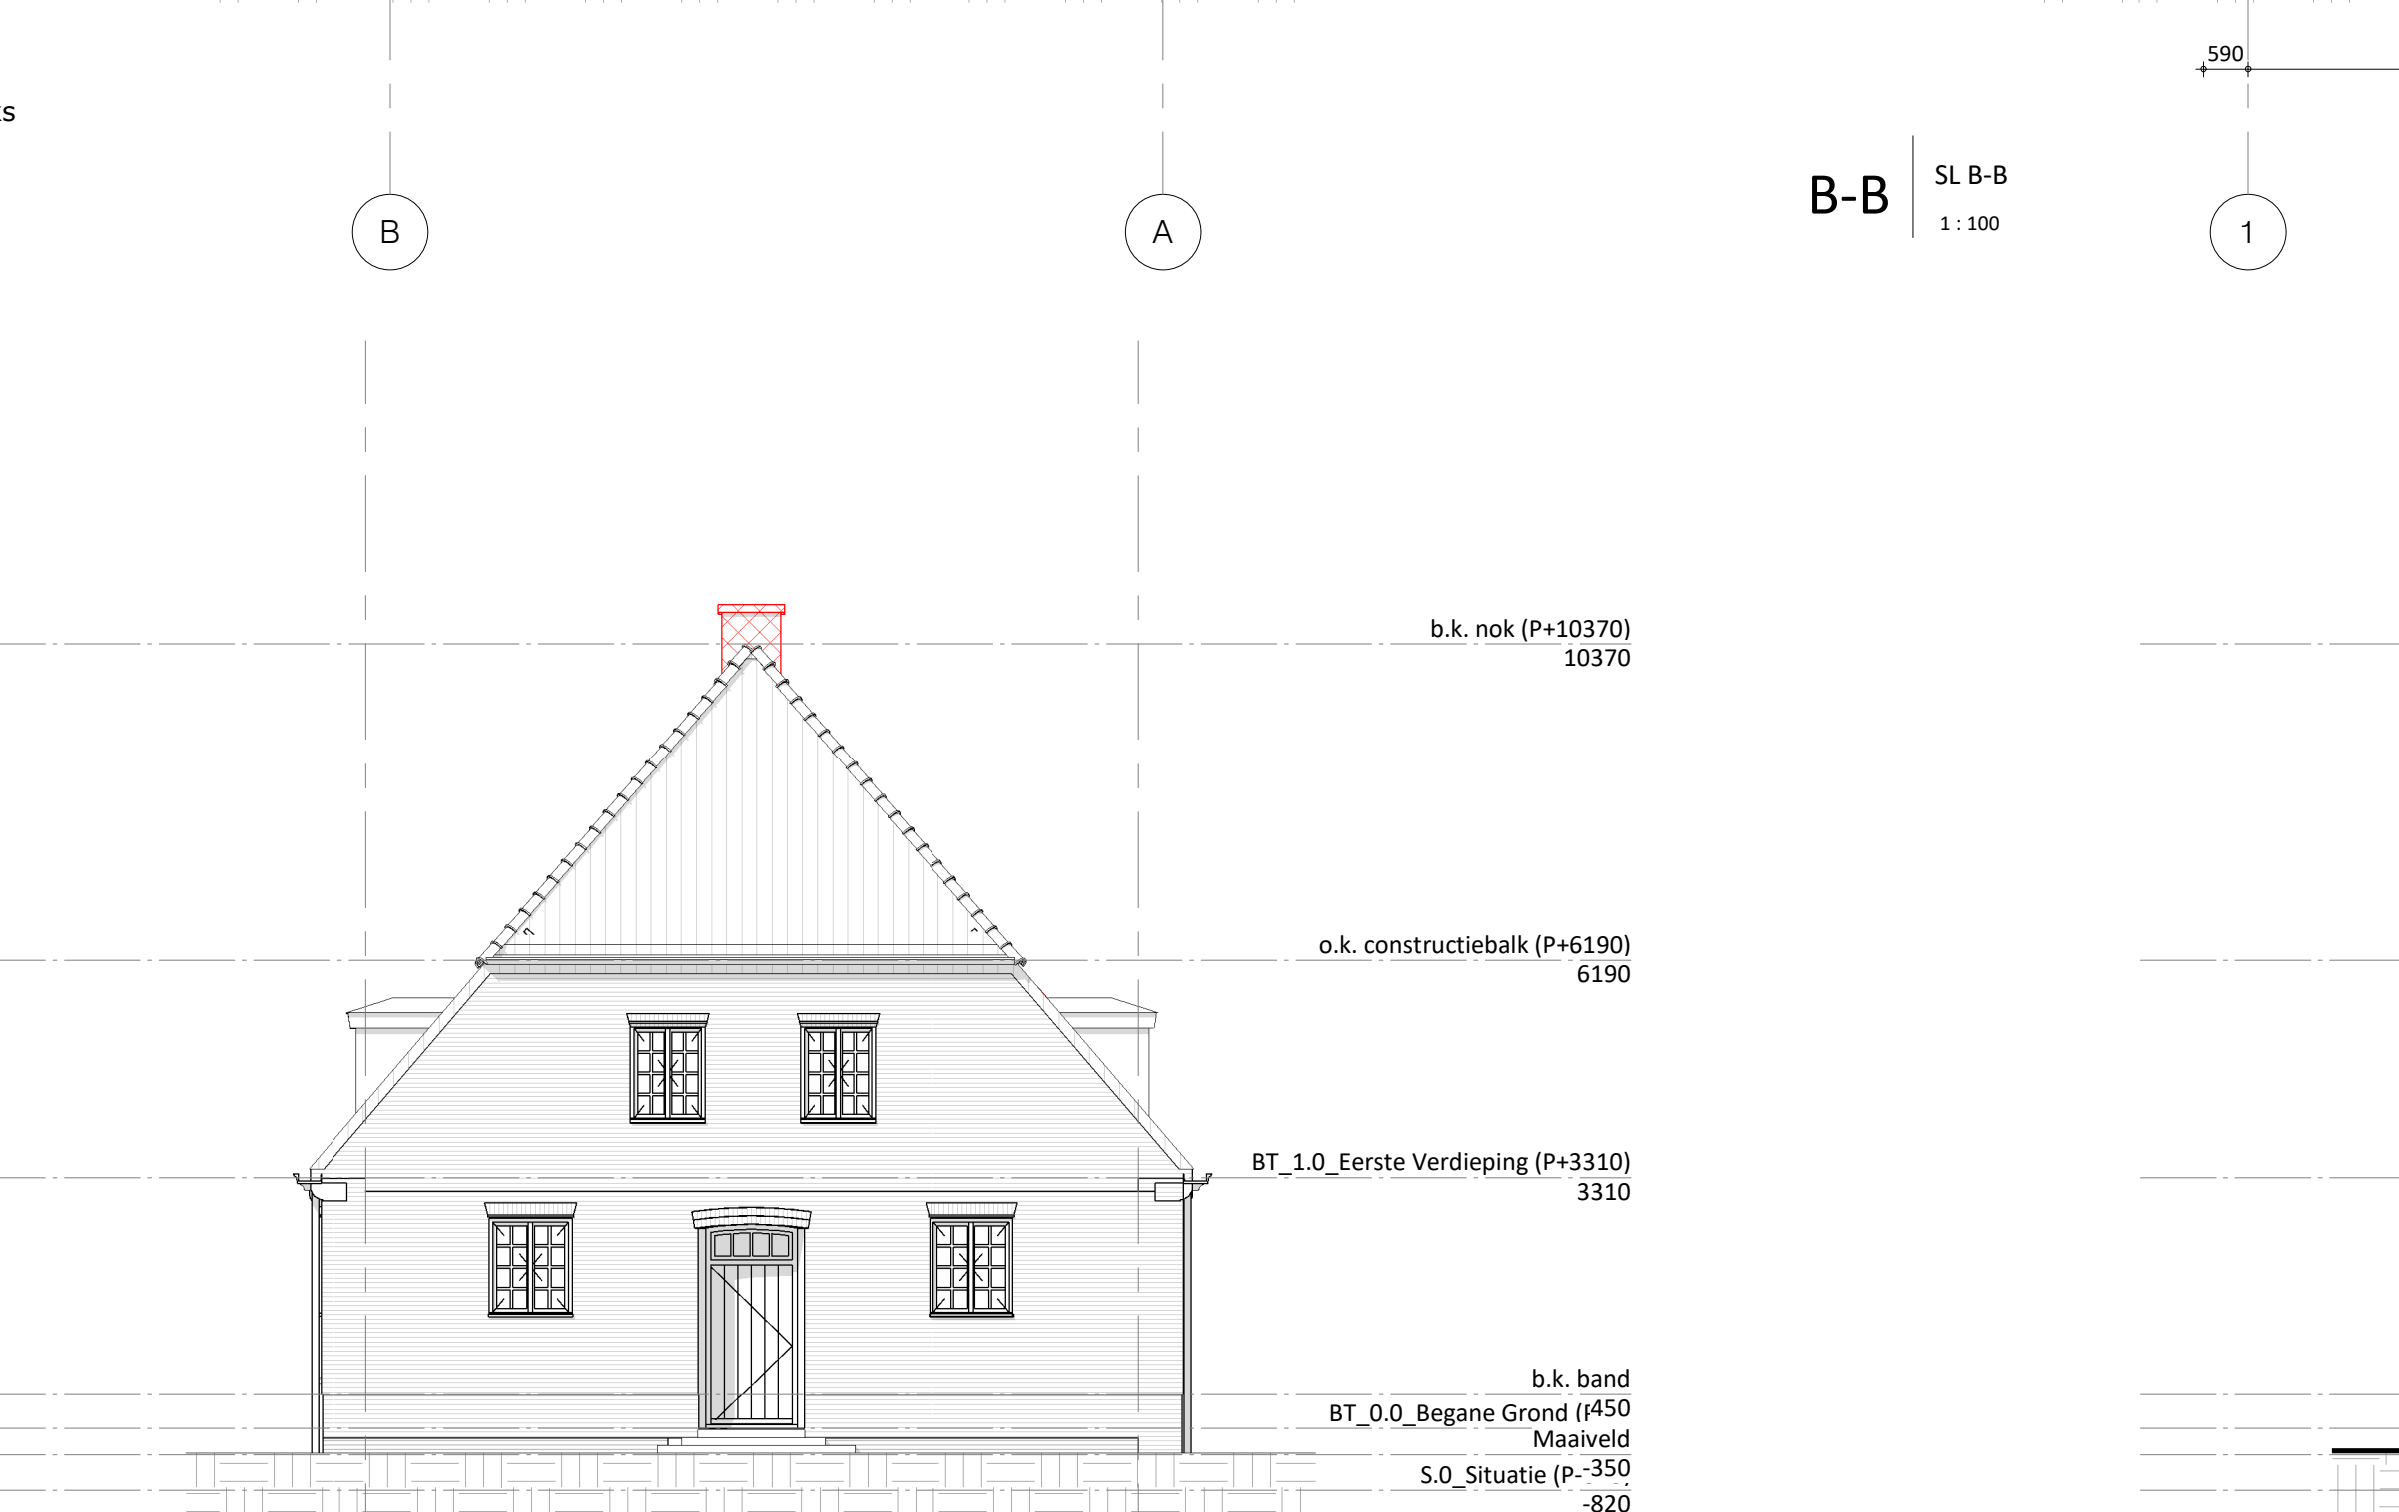 590
B
A
B-B
SL B-B
1 : 100
1
b.k. nok (P+10370)
10370
o.k. constructiebalk (P+6190)
6190
BT_1.0_Eerste Verdieping (P+3310)
3310
b.k. band
450
BT_0.0_Begane Grond (
Maaiveld
-350
S.0_Situatie (P-
-820